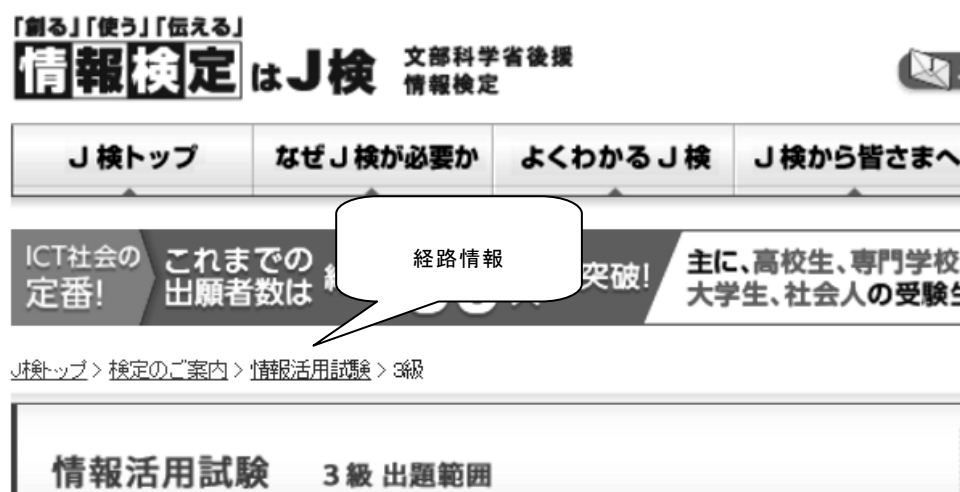 「創る」「使う」「伝える」
情報検定はJ検
文部科学省後援
情報検定
J検トップ
なぜJ検が必要か
よくわかるJ検
J検から皆さまへ
ICT社会の
定番!
これまでの
出願者数は
突破!
経路情報
主に、高校生、専門学校
大学生、社会人の受験生
J検トップ > 検定のご案内 > 情報活用試験 > 3級
情報活用試験 3級 出題範囲